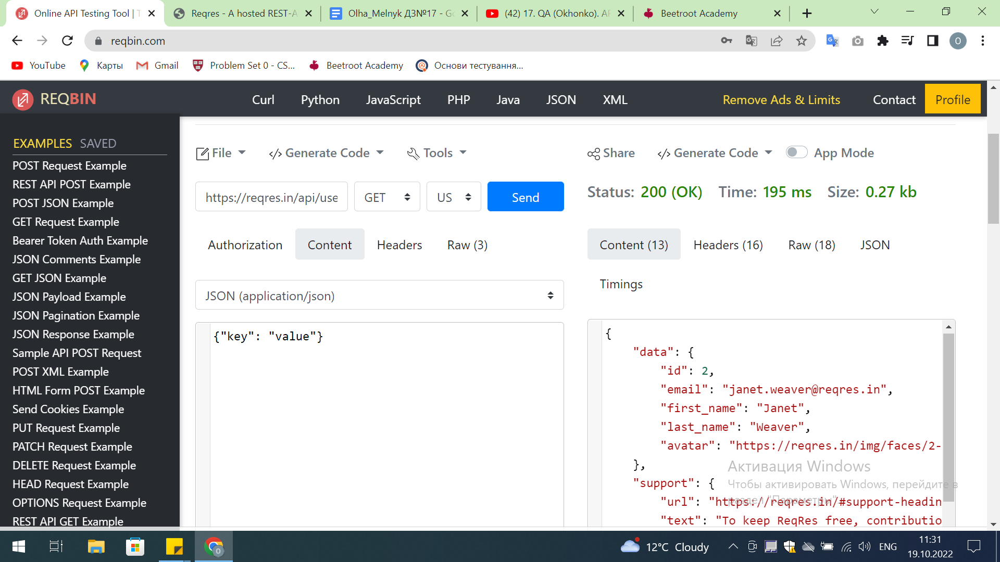 Online API Testing Tool | T
Reqres - A hosted REST-A
Olha_Melnyk ДЗ№17 - Go
(42) 17. QA (Okhonko). AP
Beetroot Academy
reqbin.com
O
YouTube
Карты
Gmail
Problem Set 0 - CS...
Beetroot Academy
Основи тестування...
REQBIN
Curl
Python
JavaScript
PHP
Java
JSON
XML
Remove Ads & Limits
Contact
Profile
EXAMPLES SAVED
POST Request Example
REST API POST Example
POST JSON Example
GET Request Example
Bearer Token Auth Example
JSON Comments Example
GET JSON Example
JSON Payload Example
JSON Pagination Example
JSON Response Example
Sample API POST Request
POST XML Example
HTML Form POST Example
Send Cookies Example
PUT Request Example
PATCH Request Example
DELETE Request Example
HEAD Request Example
OPTIONS Request Example
REST API GET Example
File
Generate Code
Tools
https://reqres.in/api/use
GET
US
Send
Authorization
Content
Headers
Raw (3)
JSON (application/json)
{"key": "value"}
Share
Generate Code
App Mode
Status: 200 (OK) Time: 195 ms Size: 0.27 kb
Content (13)
Headers (16)
Raw (18)
JSON
Timings
{
"data": {
"id": 2,
"email": "janet.weaver@reqres.in",
"first_name": "Janet",
"last_name": "Weaver",
"avatar": "https://reqres.in/img/faces/2-
},
"support": {
"url": "https://reqres.in/#support-headin
"text": "To keep ReqRes free, contributio
Активация Windows
Чтобы активировать Windows, перейдите в
раздел "Параметры".
12°C Cloudy
ENG
11:31
19.10.2022